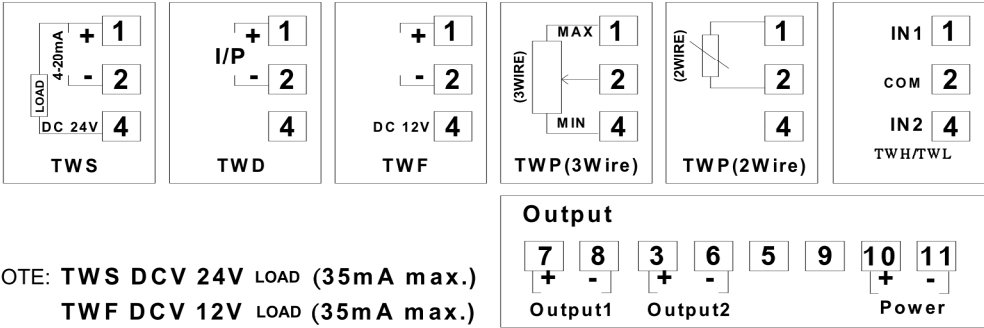 + 1
4-20mA
- 2
LOAD
DC 24V 4
TWS
+ 1
I/P
- 2
4
TWD
+ 1
- 2
DC 12V 4
TWF
MAX 1
(3WIRE)
2
MIN 4
TWP(3Wire)
1
(2WIRE)
2
4
TWP(2Wire)
IN1 1
COM 2
IN2 4
TWH/TWL
Output
7 8 3 6 5 9 10 11
+ - + - + -
Output1 Output2 Power
OTE: TWS DCV 24V LOAD (35mA max.)
TWF DCV 12V LOAD (35mA max.)